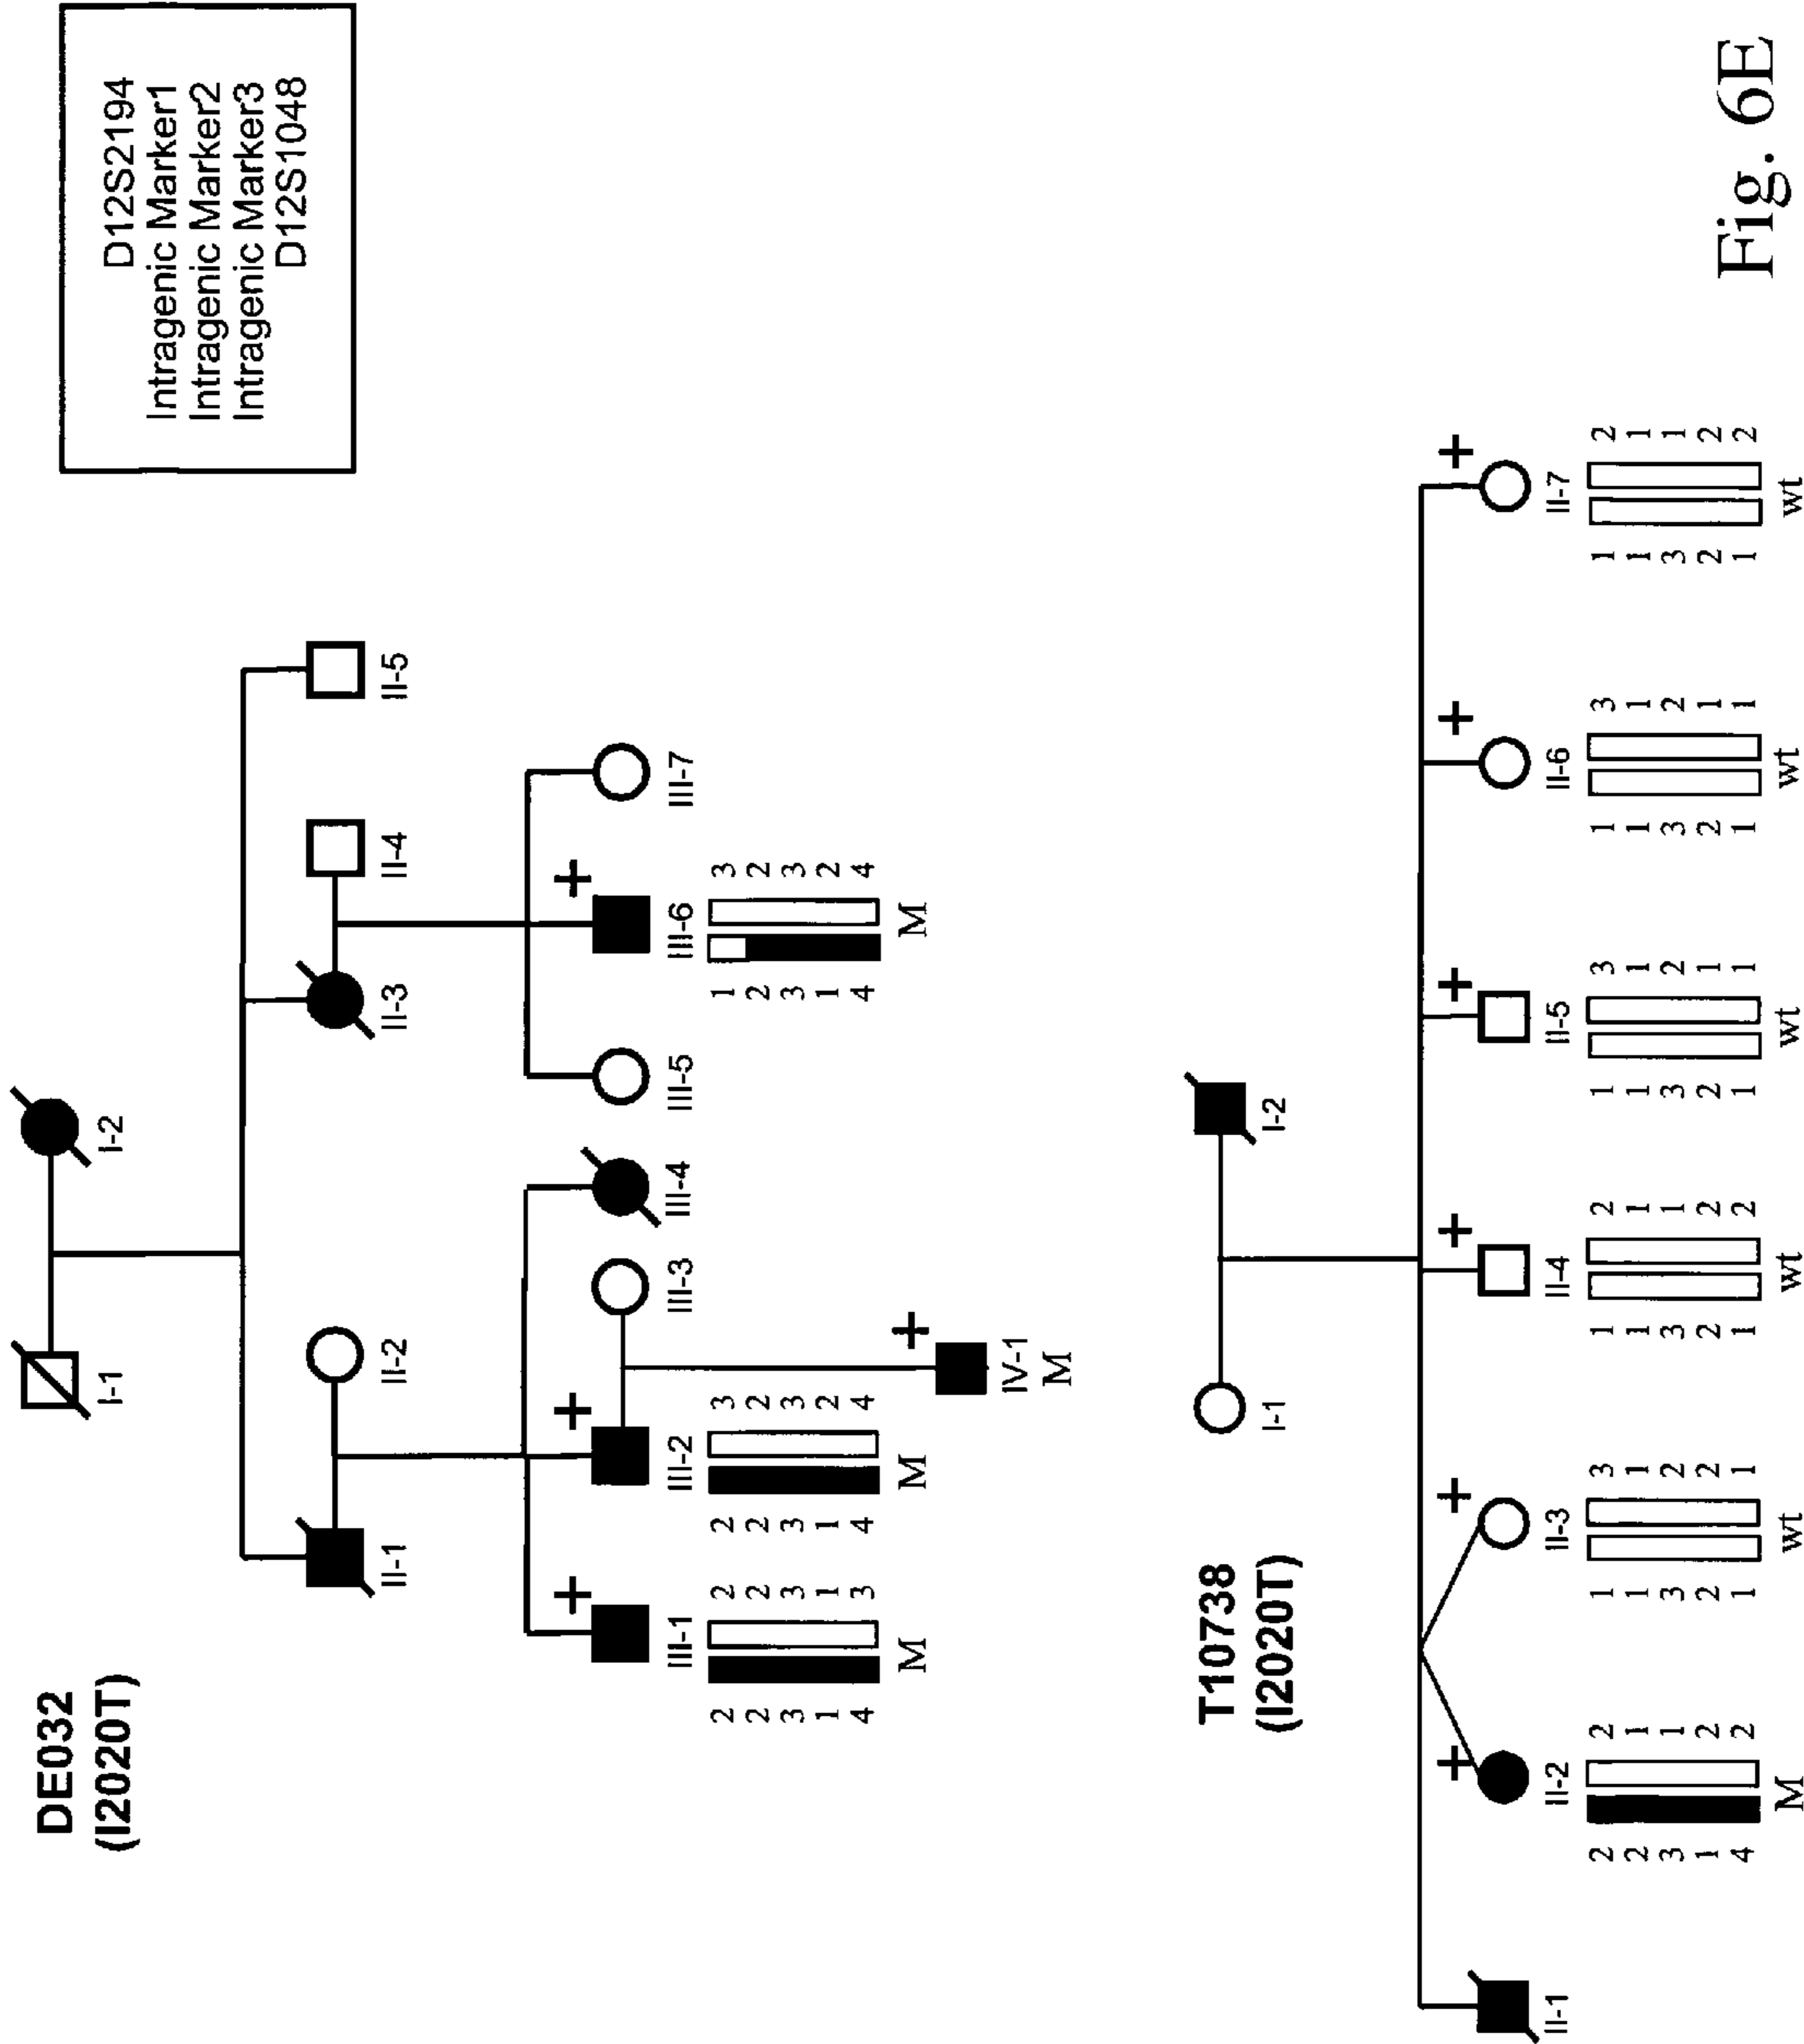 DE032
(I2020T)
D12S2194
Intragenic Marker1
Intragenic Marker2
Intragenic Marker3
D12S1048
I-1 I-2
II-1 II-2 II-3 II-4 II-5
+ + +
III-1 III-2 III-3 III-4 III-5 III-6 III-7
2 2 2 3 1 3
2 2 2 2 2 2
3 3 3 3 3 3
1 1 1 2 1 2
4 3 4 4 4 4
M M M
+
IV-1
M
T10738
(I2020T)
I-1 I-2
+ + + + + +
II-1 II-2 II-3 II-4 II-5 II-6 II-7
2 2 1 3 1 2 1 3 1 3 1 2
2 1 1 1 1 1 1 1 1 1 1 1
3 1 3 2 3 1 3 2 3 2 3 1
1 2 2 2 2 2 2 1 2 1 2 2
4 2 1 1 1 2 1 1 1 1 1 2
M wt wt wt wt wt
Fig. 6E